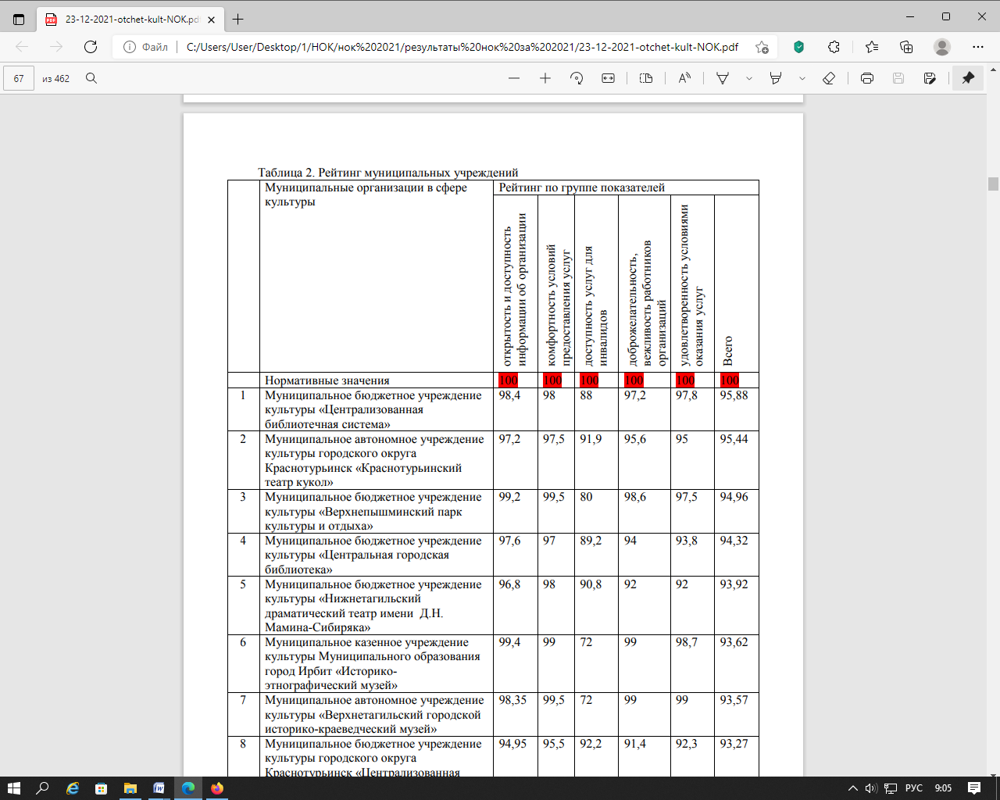 23-12-2021-otchet-kult-NOK.pdf
Файл
C:/Users/User/Desktop/1/НОК/нок%202021/результаты%20нок%20за%202021/23-12-2021-otchet-kult-NOK.pdf
67 из 462
Таблица 2. Рейтинг муниципальных учреждений
Муниципальные организации в сфере
культуры
Рейтинг по группе показателей
открытость и доступность
информации об организации
комфортность условий
предоставления услуг
доступность услуг для
инвалидов
доброжелательность,
вежливость работников
организаций
удовлетворенность условиями
оказания услуг
Всего
Нормативные значения 100 100 100 100 100 100
1 Муниципальное бюджетное учреждение 98,4 98 88 97,2 97,8 95,88
культуры «Централизованная
библиотечная система»
2 Муниципальное автономное учреждение 97,2 97,5 91,9 95,6 95 95,44
культуры городского округа
Краснотурьинск «Краснотурьинский
театр кукол»
3 Муниципальное бюджетное учреждение 99,2 99,5 80 98,6 97,5 94,96
культуры «Верхнепышминский парк
культуры и отдыха»
4 Муниципальное бюджетное учреждение 97,6 97 89,2 94 93,8 94,32
культуры «Центральная городская
библиотека»
5 Муниципальное бюджетное учреждение 96,8 98 90,8 92 92 93,92
культуры «Нижнетагильский
драматический театр имени Д.Н.
Мамина-Сибиряка»
6 Муниципальное казенное учреждение 99,4 99 72 99 98,7 93,62
культуры Муниципального образования
город Ирбит «Историко-
этнографический музей»
7 Муниципальное автономное учреждение 98,35 99,5 72 99 99 93,57
культуры «Верхнетагильский городской
историко-краеведческий музей»
8 Муниципальное бюджетное учреждение 94,95 95,5 92,2 91,4 92,3 93,27
культуры городского округа
Краснотурьинск «Централизованная
РУС 9:05